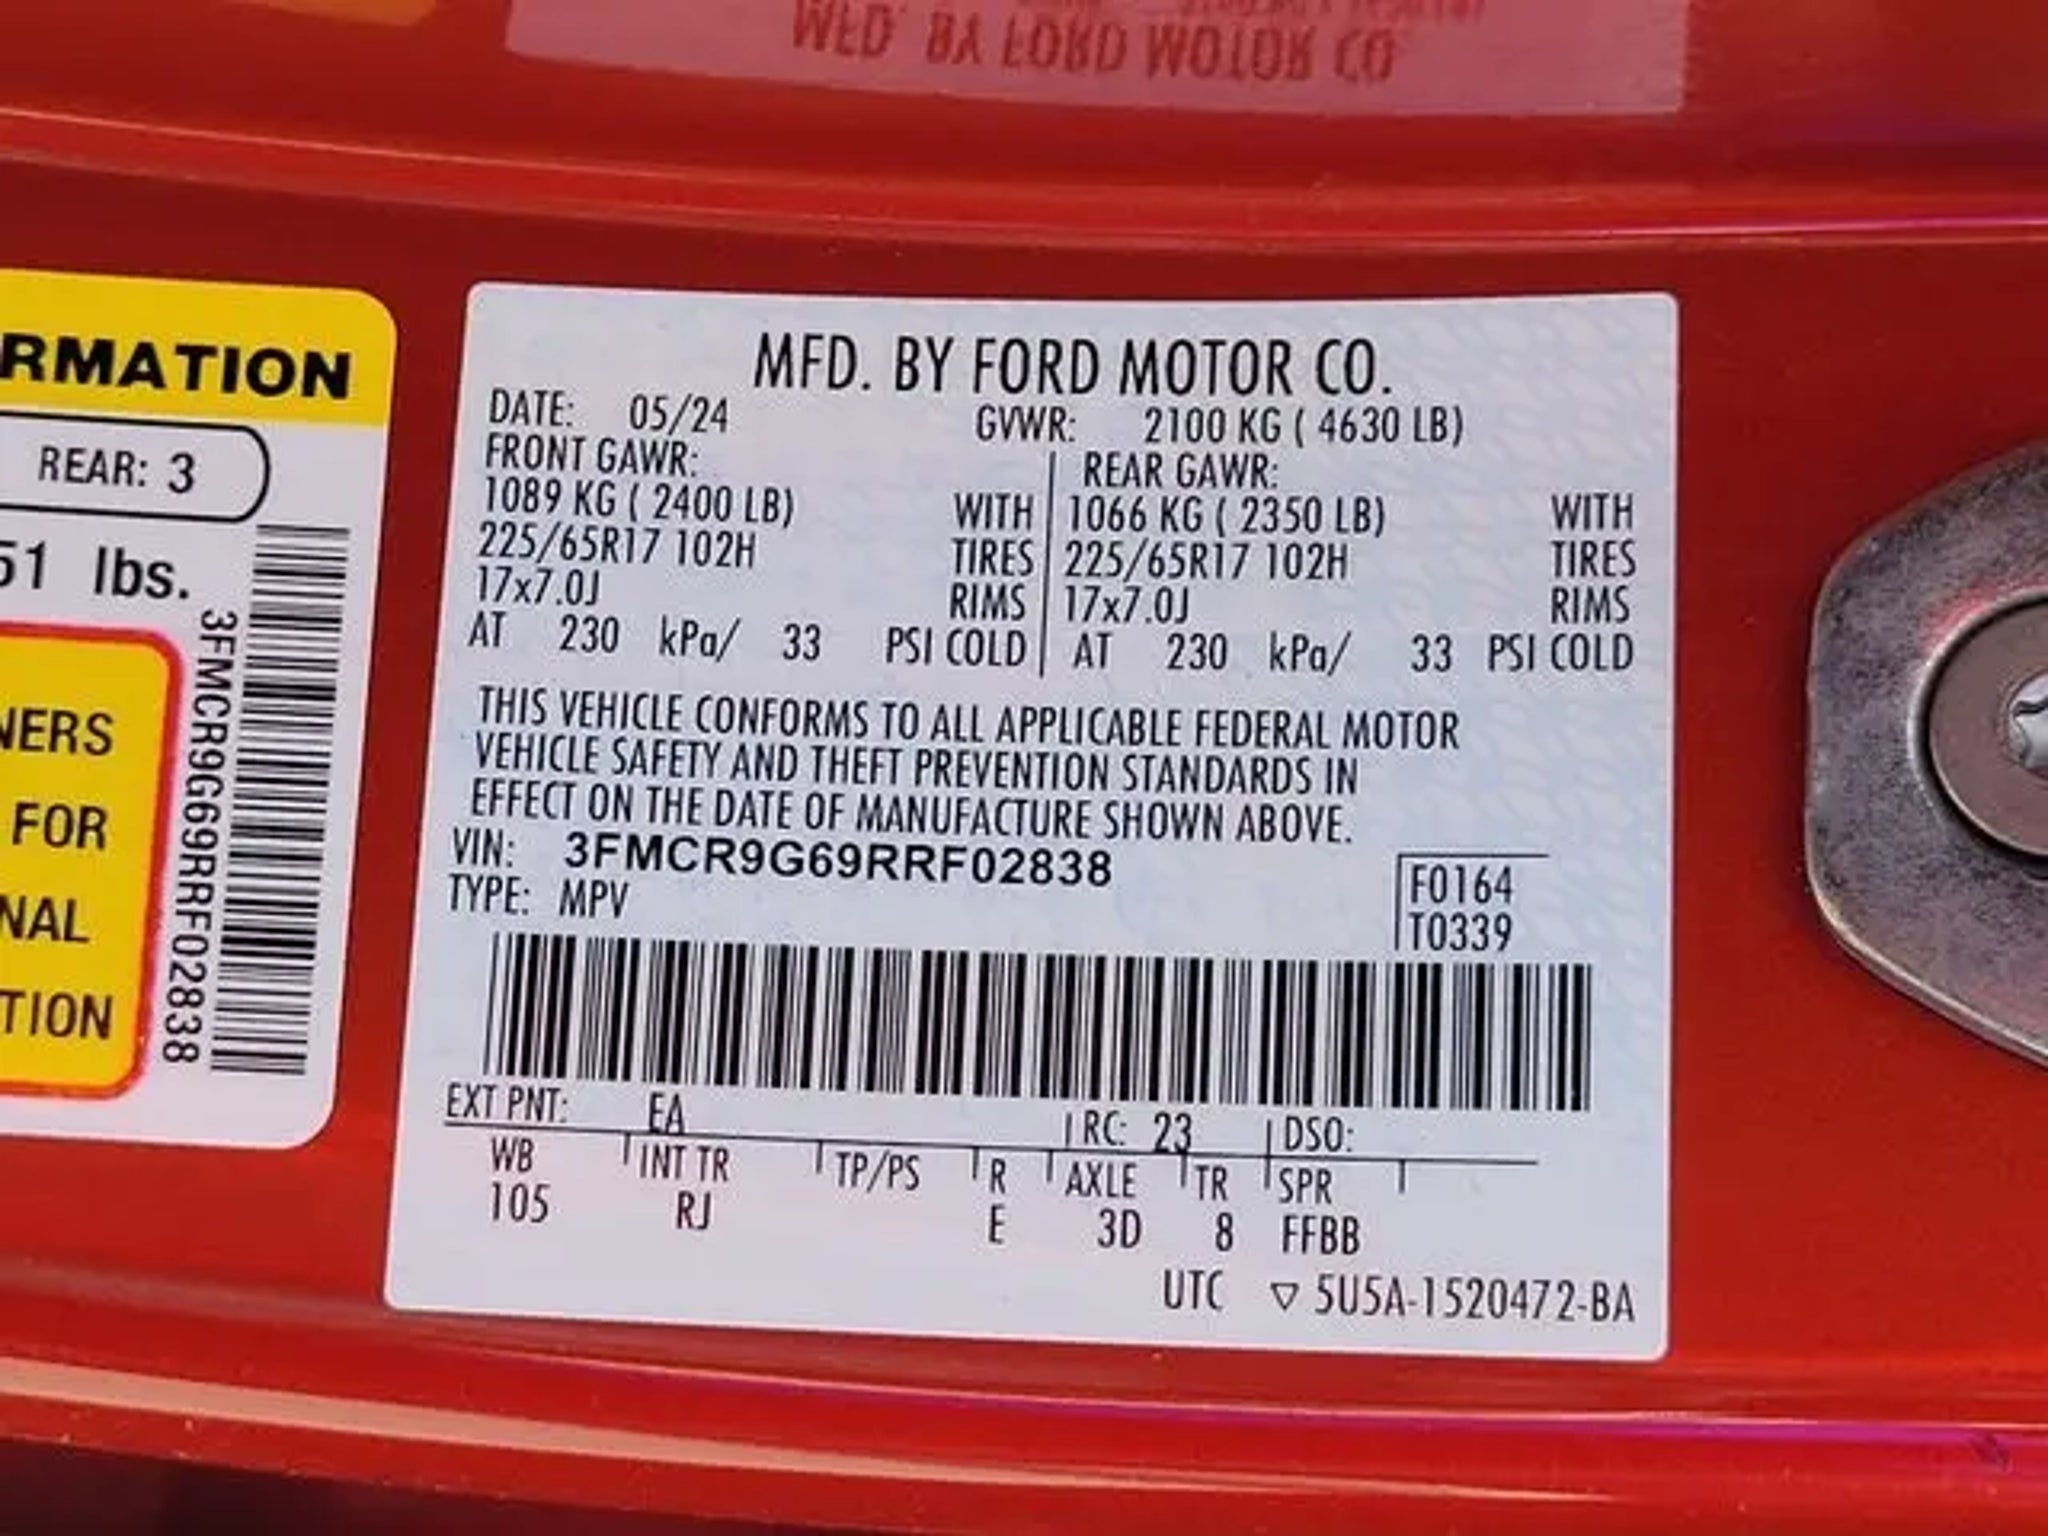 MFD. BY FORD MOTOR CO.
DATE: 05/24 GVWR: 2100 KG ( 4630 LB)
FRONT GAWR: REAR GAWR:
1089 KG ( 2400 LB) WITH 1066 KG ( 2350 LB) WITH
225/65R17 102H TIRES 225/65R17 102H TIRES
17x7.0J RIMS 17x7.0J RIMS
AT 230 kPa/ 33 PSI COLD AT 230 kPa/ 33 PSI COLD
THIS VEHICLE CONFORMS TO ALL APPLICABLE FEDERAL MOTOR
VEHICLE SAFETY AND THEFT PREVENTION STANDARDS IN
EFFECT ON THE DATE OF MANUFACTURE SHOWN ABOVE.
VIN: 3FMCR9G69RRF02838
TYPE: MPV
F0164
T0339
EXT PNT: EA RC: 23 DSO:
WB INT TR TP/PS R AXLE TR SPR
105 RJ E 3D 8 FFBB
UTC ▽ 5U5A-1520472-BA
RMATION
REAR: 3
51 lbs.
3FMCR9G69RRF02838
NERS
FOR
NAL
TION